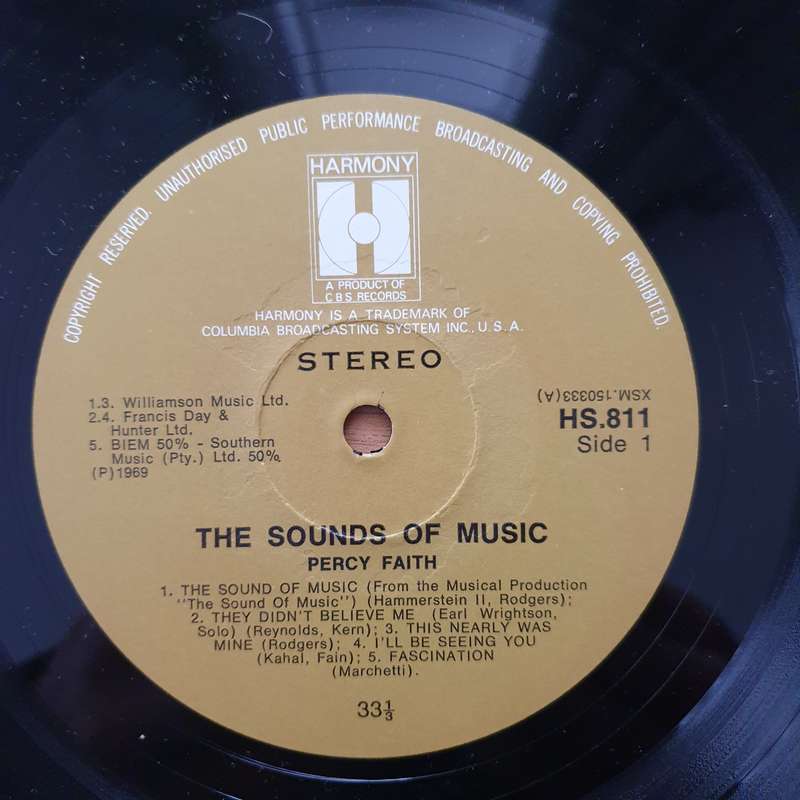 COPYRIGHT RESERVED. UNAUTHORISED PUBLIC PERFORMANCE BROADCASTING AND COPYING PROHIBITED.
HARMONY
H
A PRODUCT OF
CBS RECORDS
HARMONY IS A TRADEMARK OF
COLUMBIA BROADCASTING SYSTEM INC., U.S.A.
STEREO
1.3. Williamson Music Ltd.
2.4. Francis Day &
Hunter Ltd.
5. BIEM 50% - Southern
Music (Pty.) Ltd. 50%
(P)1969
XSM.150333(A)
HS.811
Side 1
THE SOUNDS OF MUSIC
PERCY FAITH
1. THE SOUND OF MUSIC (From the Musical Production
"The Sound Of Music") (Hammerstein II, Rodgers);
2. THEY DIDN'T BELIEVE ME (Earl Wrightson,
Solo) (Reynolds, Kern); 3. THIS NEARLY WAS
MINE (Rodgers); 4. I'LL BE SEEING YOU
(Kahal, Fain); 5. FASCINATION
(Marchetti).
33⅓